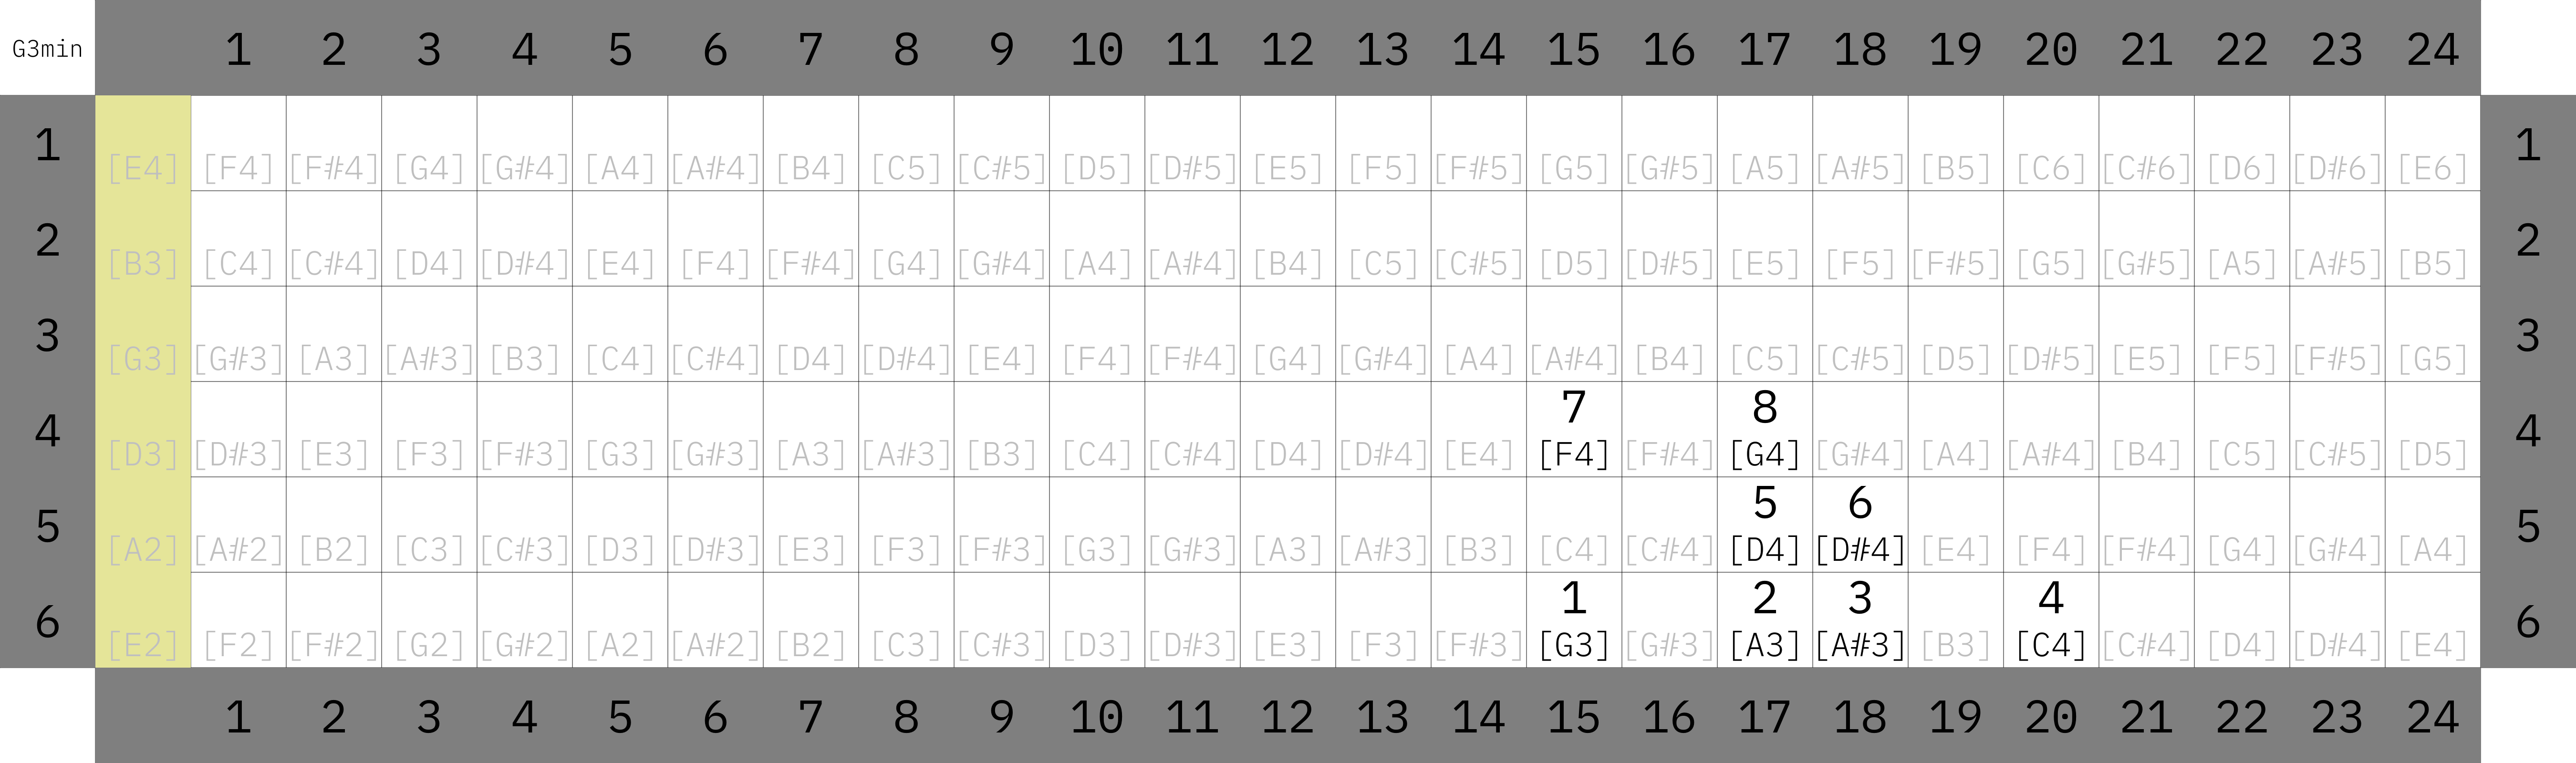 G3min 1 2 3 4 5 6 7 8 9 10 11 12 13 14 15 16 17 18 19 20 21 22 23 24
1 [E4] [F4] [F#4] [G4] [G#4] [A4] [A#4] [B4] [C5] [C#5] [D5] [D#5] [E5] [F5] [F#5] [G5] [G#5] [A5] [A#5] [B5] [C6] [C#6] [D6] [D#6] [E6] 1
2 [B3] [C4] [C#4] [D4] [D#4] [E4] [F4] [F#4] [G4] [G#4] [A4] [A#4] [B4] [C5] [C#5] [D5] [D#5] [E5] [F5] [F#5] [G5] [G#5] [A5] [A#5] [B5] 2
3 [G3] [G#3] [A3] [A#3] [B3] [C4] [C#4] [D4] [D#4] [E4] [F4] [F#4] [G4] [G#4] [A4] [A#4] [B4] [C5] [C#5] [D5] [D#5] [E5] [F5] [F#5] [G5] 3
7 8
4 [D3] [D#3] [E3] [F3] [F#3] [G3] [G#3] [A3] [A#3] [B3] [C4] [C#4] [D4] [D#4] [E4] [F4] [F#4] [G4] [G#4] [A4] [A#4] [B4] [C5] [C#5] [D5] 4
5 6
5 [A2] [A#2] [B2] [C3] [C#3] [D3] [D#3] [E3] [F3] [F#3] [G3] [G#3] [A3] [A#3] [B3] [C4] [C#4] [D4] [D#4] [E4] [F4] [F#4] [G4] [G#4] [A4] 5
1 2 3 4
6 [E2] [F2] [F#2] [G2] [G#2] [A2] [A#2] [B2] [C3] [C#3] [D3] [D#3] [E3] [F3] [F#3] [G3] [G#3] [A3] [A#3] [B3] [C4] [C#4] [D4] [D#4] [E4] 6
1 2 3 4 5 6 7 8 9 10 11 12 13 14 15 16 17 18 19 20 21 22 23 24